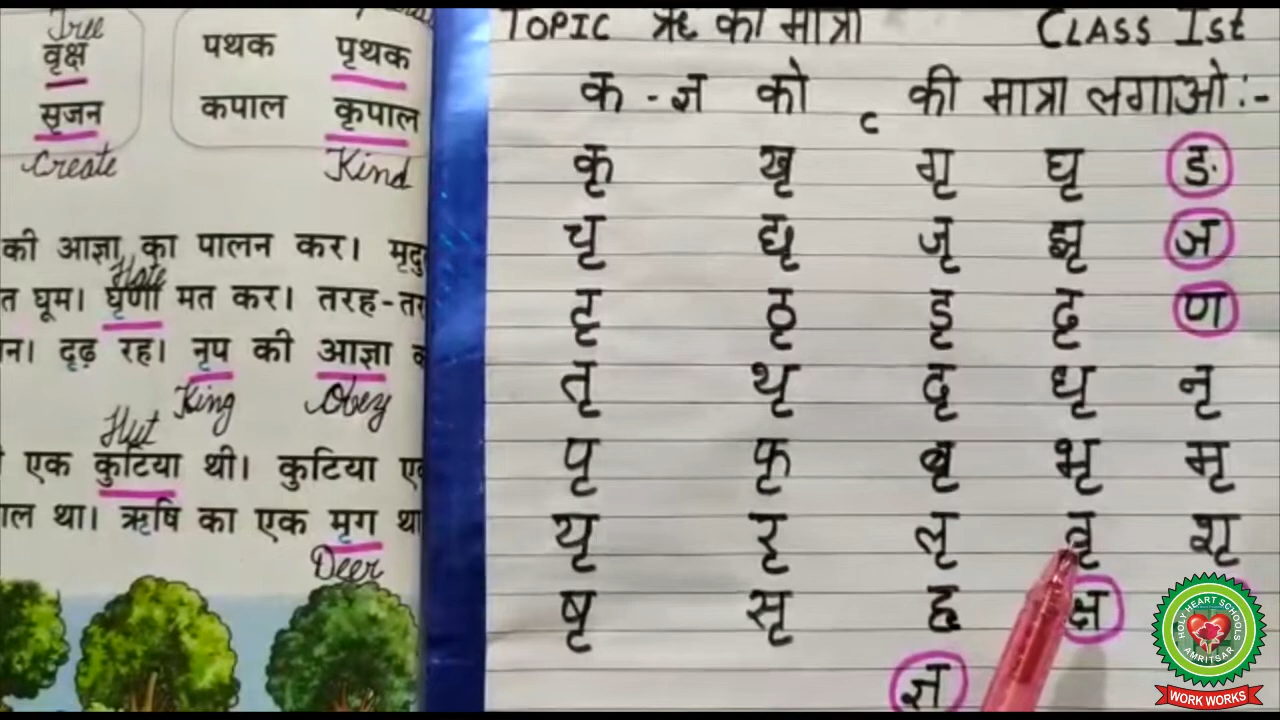 Tree
वृक्ष पथक पृथक
सृजन कपाल कृपाल
Create Kind
की आज्ञा का पालन कर। मृदु
Hate
त घूम। घृणा मत कर। तरह-तर
न। दृढ़ रह। नृप की आज्ञा
King Obey
Hut
एक कुटिया थी। कुटिया
ाल था। ऋषि का एक मृग था
Deer
TOPIC ऋ की मात्रा CLASS Ist
क - ज्ञ को ृ की मात्रा लगाओ:-
कृ खृ गृ घृ ङ
चृ छृ जृ झृ ञ
टृ ठृ डृ ढृ ण
तृ थृ दृ धृ नृ
पृ फृ बृ भृ मृ
यृ रृ लृ वृ शृ
षृ सृ हृ क्ष
ज्ञ
HOLY HEART SCHOOLS
AMRITSAR
WORK WORKS